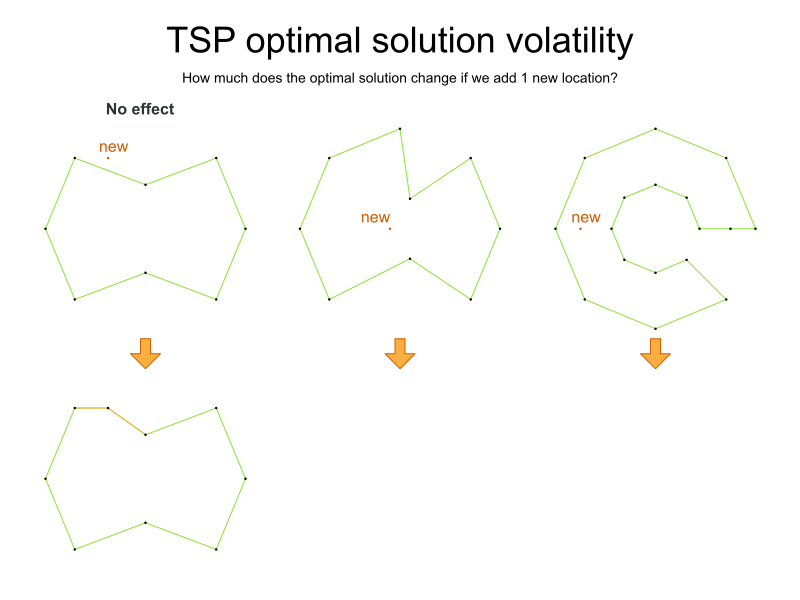 TSP optimal solution volatility
How much does the optimal solution change if we add 1 new location?
No effect
new
new
new